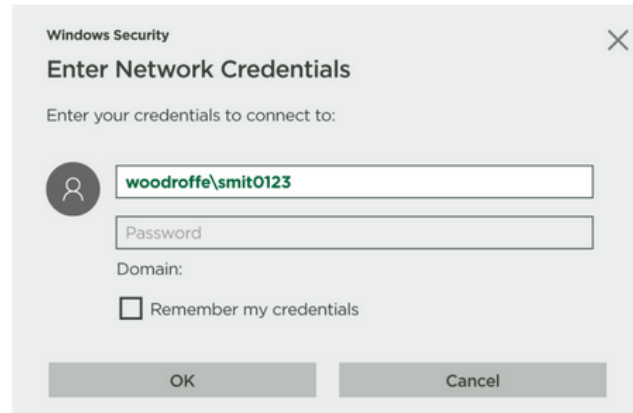 Windows Security
Enter Network Credentials
Enter your credentials to connect to:
woodroffe\smit0123
Password
Domain:
Remember my credentials
OK
Cancel